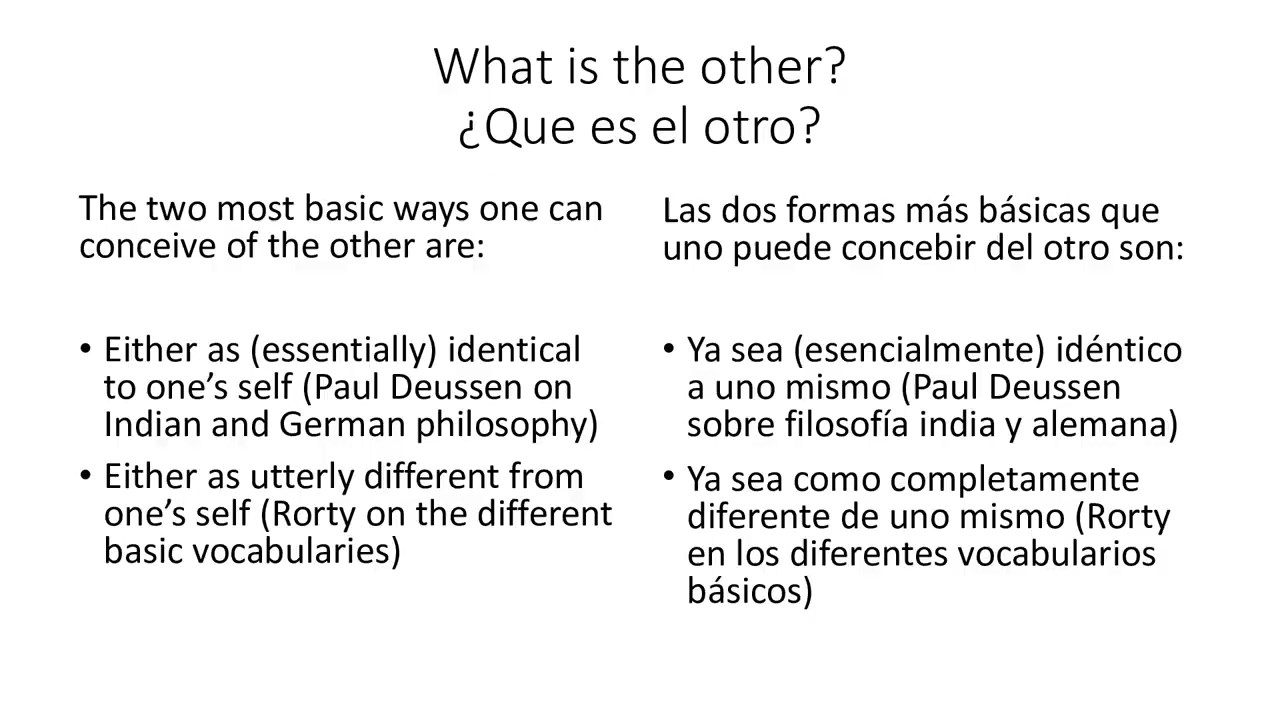 What is the other?
¿Que es el otro?
The two most basic ways one can
conceive of the other are:
• Either as (essentially) identical
to one’s self (Paul Deussen on
Indian and German philosophy)
• Either as utterly different from
one’s self (Rorty on the different
basic vocabularies)
Las dos formas más básicas que
uno puede concebir del otro son:
• Ya sea (esencialmente) idéntico
a uno mismo (Paul Deussen
sobre filosofía india y alemana)
• Ya sea como completamente
diferente de uno mismo (Rorty
en los diferentes vocabularios
básicos)